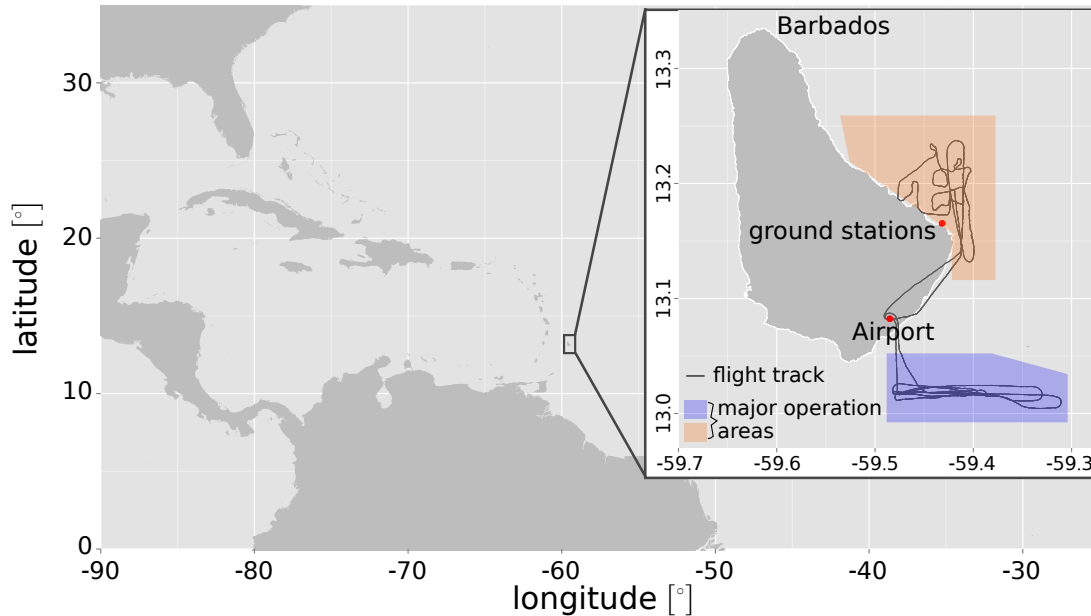 Barbados
13.3
13.2
13.1
13.0
ground stations
Airport
flight track
major operation
areas
-59.7 -59.6 -59.5 -59.4 -59.3
30
20
10
0
latitude [°]
-90 -80 -70 -60 -50 -40 -30
longitude [°]